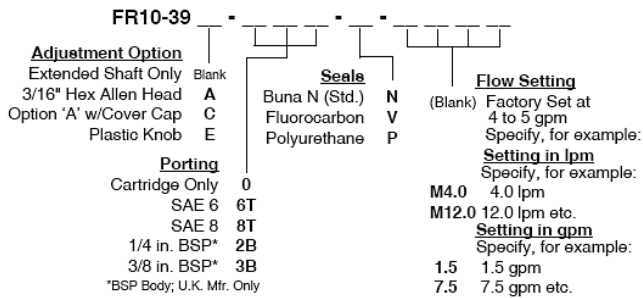 FR10-39 __ - __ __ __ - __ - __ __ __ __
Adjustment Option
Extended Shaft Only Blank
3/16" Hex Allen Head A
Option 'A' w/Cover Cap C
Plastic Knob E
Porting
Cartridge Only 0
SAE 6 6T
SAE 8 8T
1/4 in. BSP* 2B
3/8 in. BSP* 3B
*BSP Body; U.K. Mfr. Only
Seals
Buna N (Std.) N
Fluorocarbon V
Polyurethane P
Flow Setting
(Blank) Factory Set at
4 to 5 gpm
Specify, for example:
Setting in lpm
Specify, for example:
M4.0 4.0 lpm
M12.0 12.0 lpm etc.
Setting in gpm
Specify, for example:
1.5 1.5 gpm
7.5 7.5 gpm etc.